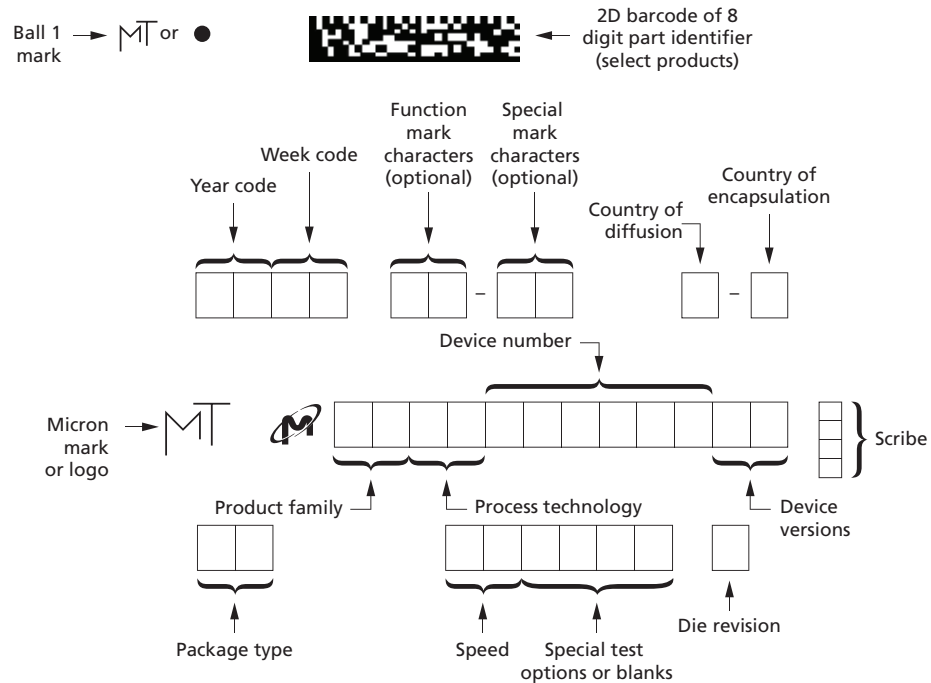 Ball 1
mark
MT or
2D barcode of 8
digit part identifier
(select products)
Year code
Week code
Function
mark
characters
(optional)
Special
mark
characters
(optional)
Country of
diffusion
Country of
encapsulation
–
–
Device number
Micron
mark
or logo
MT
M
Scribe
Product family
Process technology
Device
versions
Package type
Speed
Special test
options or blanks
Die revision